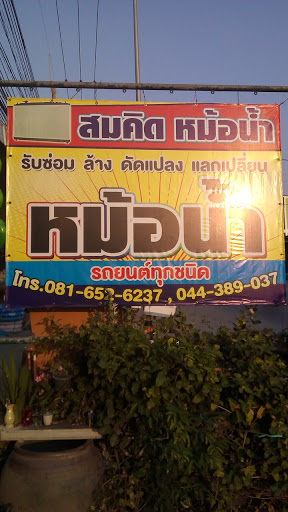 สมคิด หม้อน้ำ
รับซ่อม ล้าง ดัดแปลง แลกเปลี่ยน
หม้อน้ำ
รถยนต์ทุกชนิด
โทร.081-652-6237 , 044-389-037